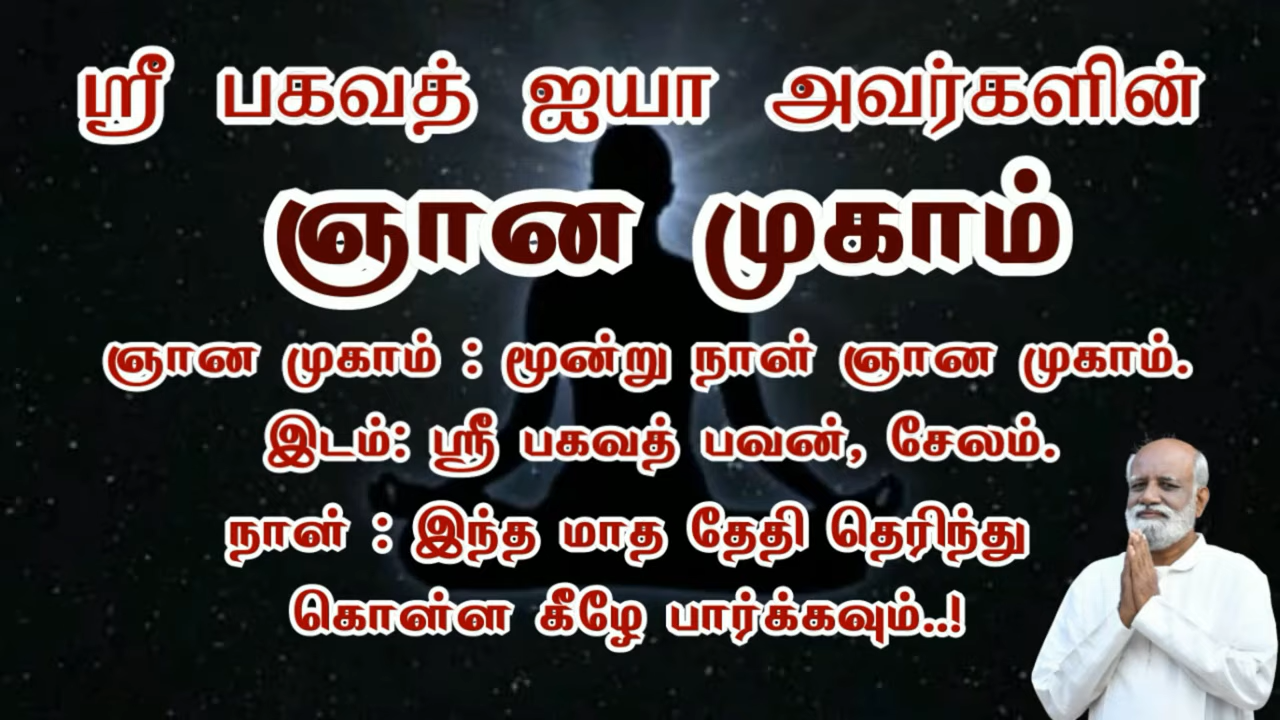 ஸ்ரீ பகவத் ஐயா அவர்களின்
ஞான முகாம்
ஞான முகாம் : மூன்று நாள் ஞான முகாம்.
இடம்: ஸ்ரீ பகவத் பவன், சேலம்.
நாள் : இந்த மாத தேதி தெரிந்து
கொள்ள கீழே பார்க்கவும்..!